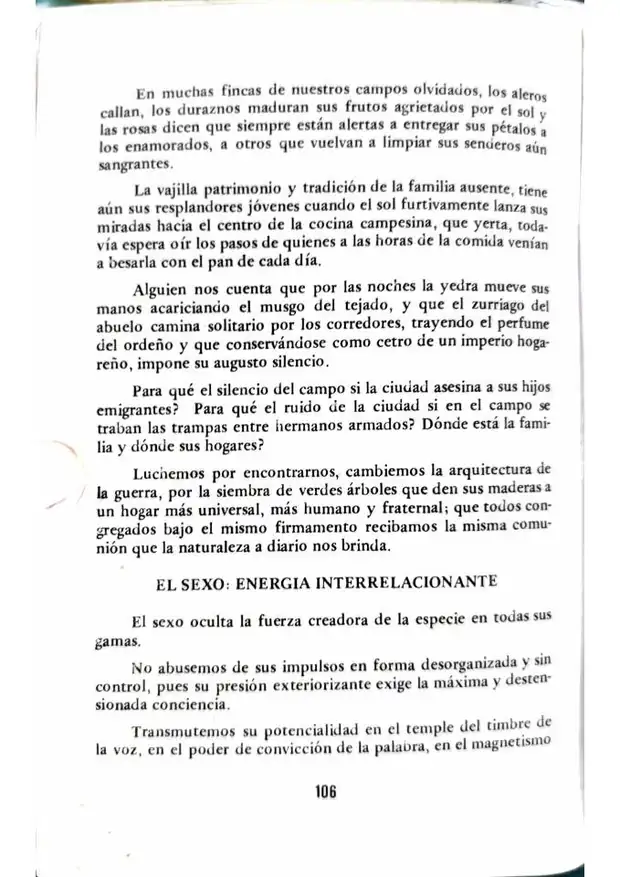 En muchas fincas de nuestros campos olvidados, los aleros
callan, los duraznos maduran sus frutos agrietados por el sol y
las rosas dicen que siempre están alertas a entregar sus pétalos a
los enamorados, a otros que vuelvan a limpiar sus senderos aún
sangrantes.
La vajilla patrimonio y tradición de la familia ausente, tiene
aún sus resplandores jóvenes cuando el sol furtivamente lanza sus
miradas hacia el centro de la cocina campesina, que yerta, toda-
vía espera oír los pasos de quienes a las horas de la comida venían
a besarla con el pan de cada día.
Alguien nos cuenta que por las noches la yedra mueve sus
manos acariciando el musgo del tejado, y que el zurriago del
abuelo camina solitario por los corredores, trayendo el perfume
del ordeño y que conservándose como cetro de un imperio hoga-
reño, impone su augusto silencio.
Para qué el silencio del campo si la ciudad asesina a sus hijos
emigrantes? Para qué el ruido de la ciudad si en el campo se
traban las trampas entre hermanos armados? Dónde está la fami-
lia y dónde sus hogares?
Luchemos por encontrarnos, cambiemos la arquitectura de
la guerra, por la siembra de verdes árboles que den sus maderas a
un hogar más universal, más humano y fraternal; que todos con-
gregados bajo el mismo firmamento recibamos la misma comu-
nión que la naturaleza a diario nos brinda.
EL SEXO: ENERGIA INTERRELACIONANTE
El sexo oculta la fuerza creadora de la especie en todas sus
gamas.
No abusemos de sus impulsos en forma desorganizada y sin
control, pues su presión exteriorizante exige la máxima y desten-
sionada conciencia.
Transmutemos su potencialidad en el temple del timbre de
la voz, en el poder de convicción de la palabra, en el magnetismo
106